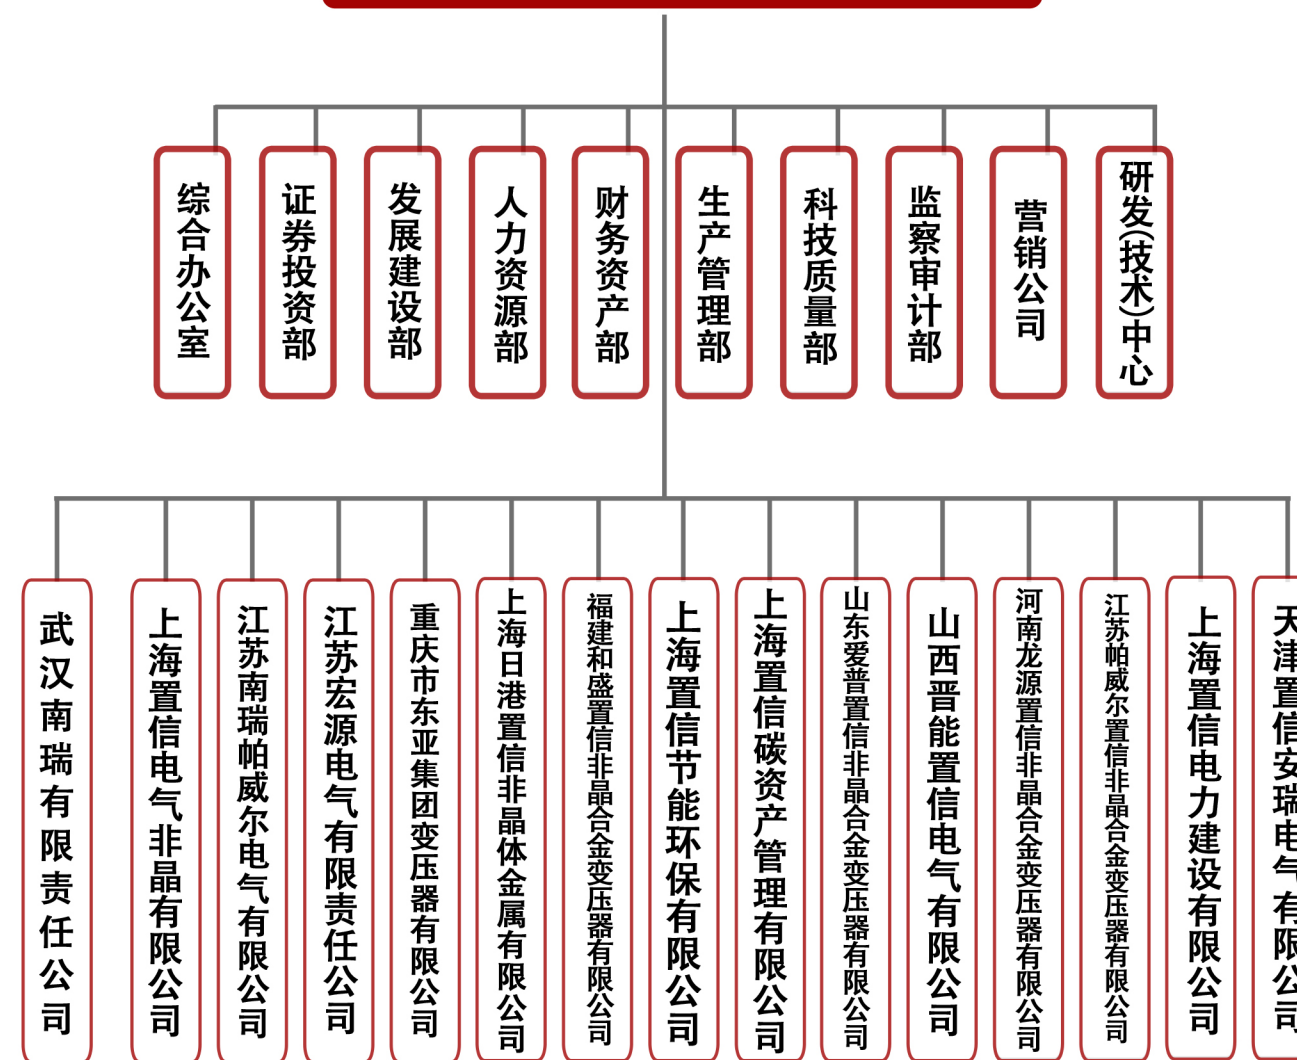 综合办公室
证券投资部
发展建设部
人力资源部
财务资产部
生产管理部
科技质量部
监察审计部
营销公司
研发(技术)中心
武汉南瑞有限责任公司
上海置信电气非晶有限公司
江苏南瑞帕威尔电气有限公司
江苏宏源电气有限责任公司
重庆市东亚集团变压器有限公司
上海日港置信非晶体金属有限公司
福建和盛置信非晶合金变压器有限公司
上海置信节能环保有限公司
上海置信碳资产管理有限公司
山东爱普置信非晶合金变压器有限公司
山西晋能置信电气有限公司
河南龙源置信非晶合金变压器有限公司
江苏帕威尔置信非晶合金变压器有限公司
上海置信电力建设有限公司
天津置信安瑞电气有限公司